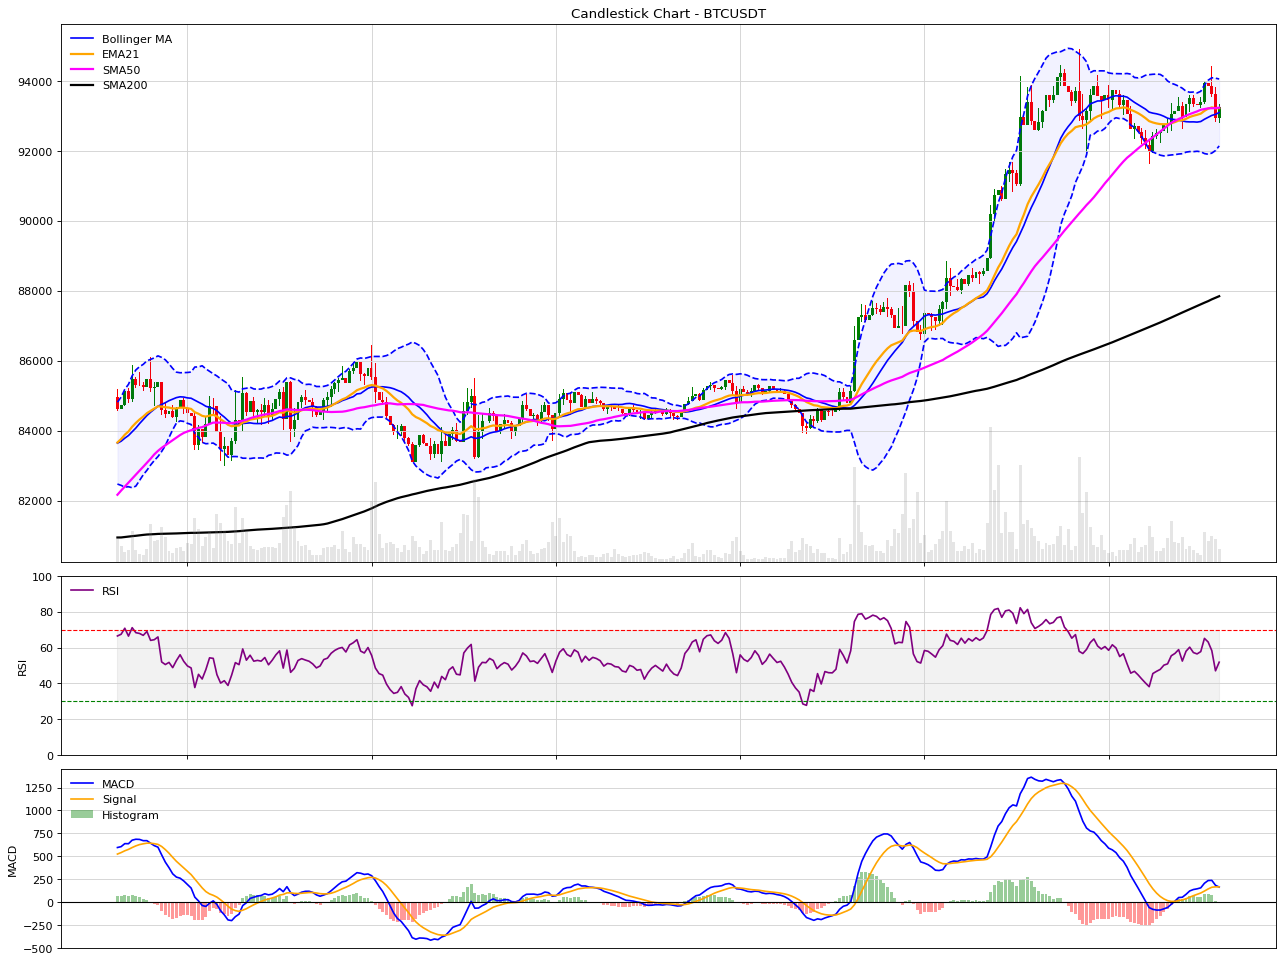 Candlestick Chart - BTCUSDT
Bollinger MA
EMA21
SMA50
SMA200
94000
92000
90000
88000
86000
84000
82000
100
80
60
40
20
0
RSI
RSI
1250
1000
750
500
250
0
−250
−500
MACD
MACD
Signal
Histogram